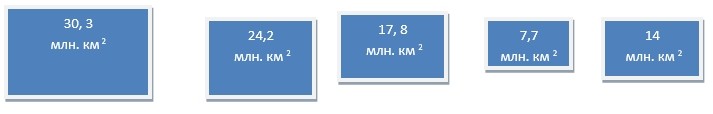 30, 3
млн. км 2
24,2
млн. км 2
17, 8
млн. км 2
7,7
млн. км 2
14
млн. км 2